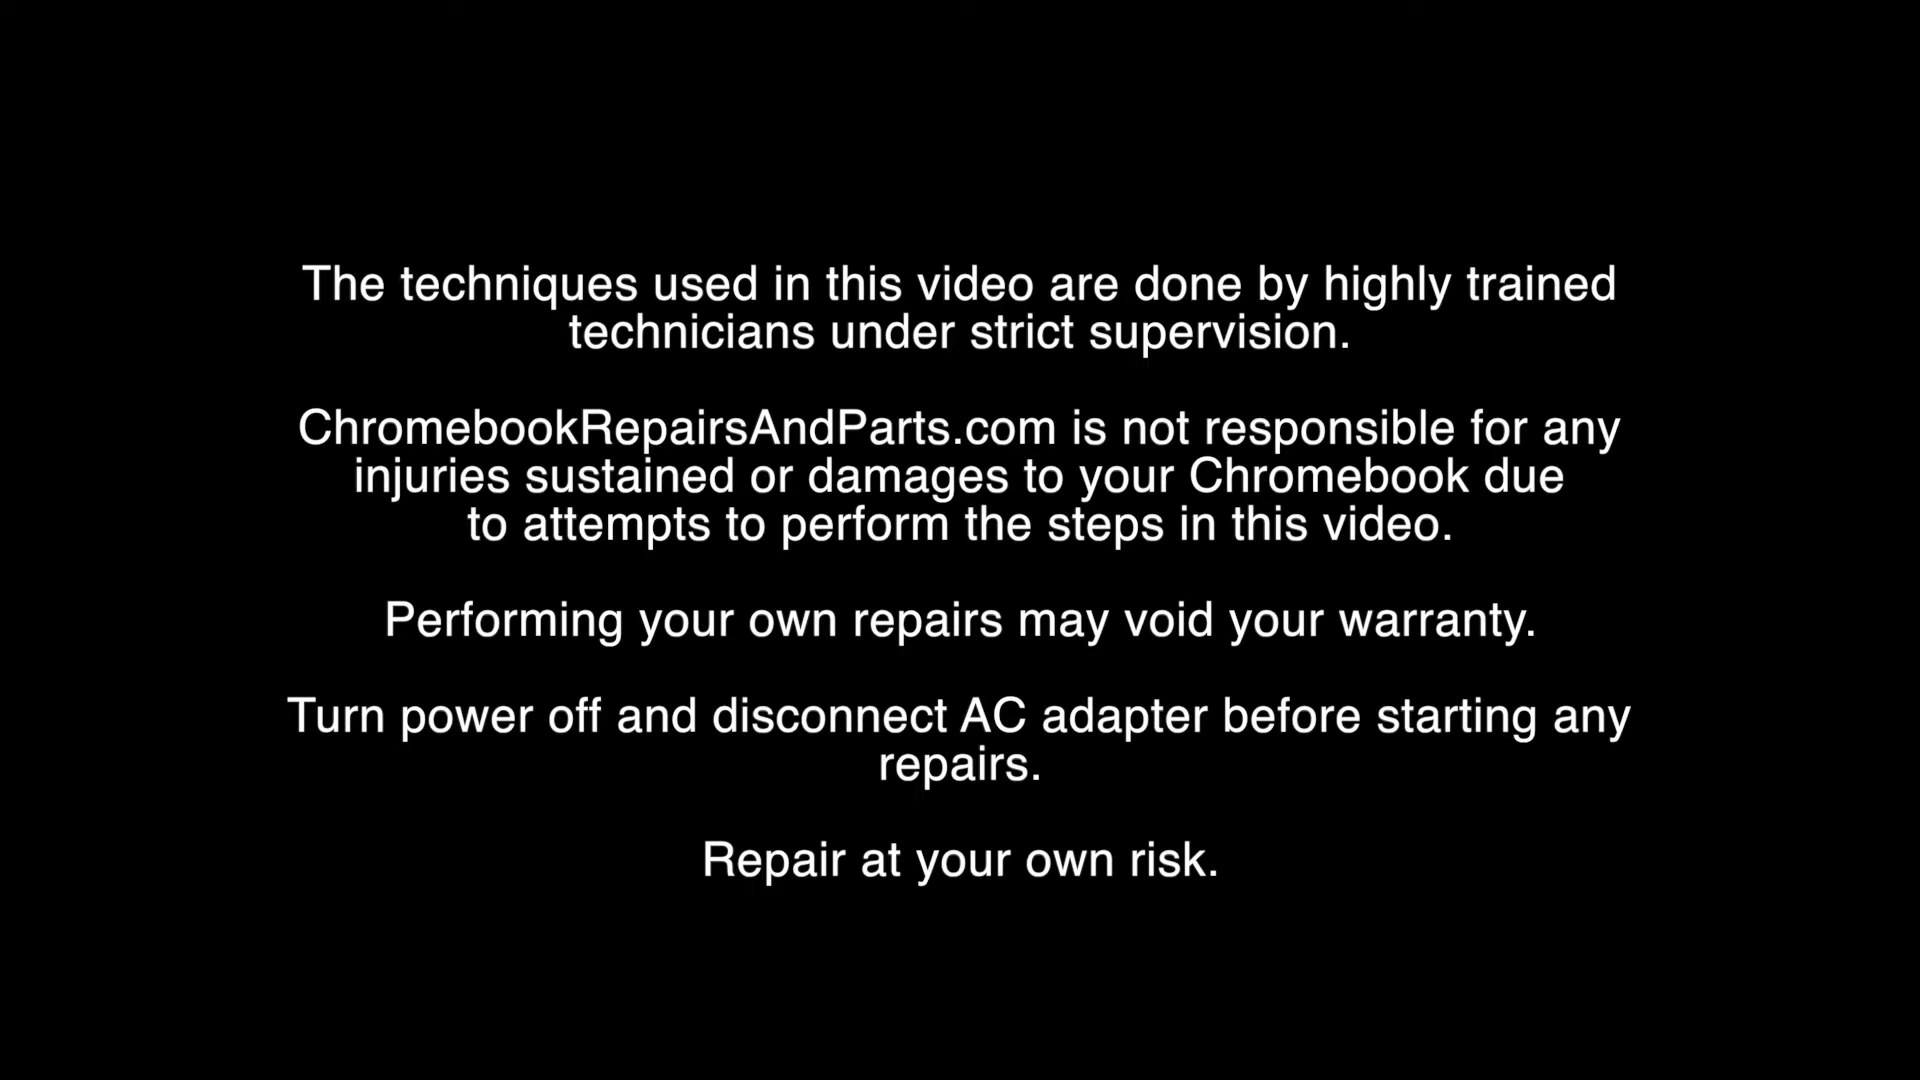 The techniques used in this video are done by highly trained
technicians under strict supervision.
ChromebookRepairsAndParts.com is not responsible for any
injuries sustained or damages to your Chromebook due
to attempts to perform the steps in this video.
Performing your own repairs may void your warranty.
Turn power off and disconnect AC adapter before starting any
repairs.
Repair at your own risk.